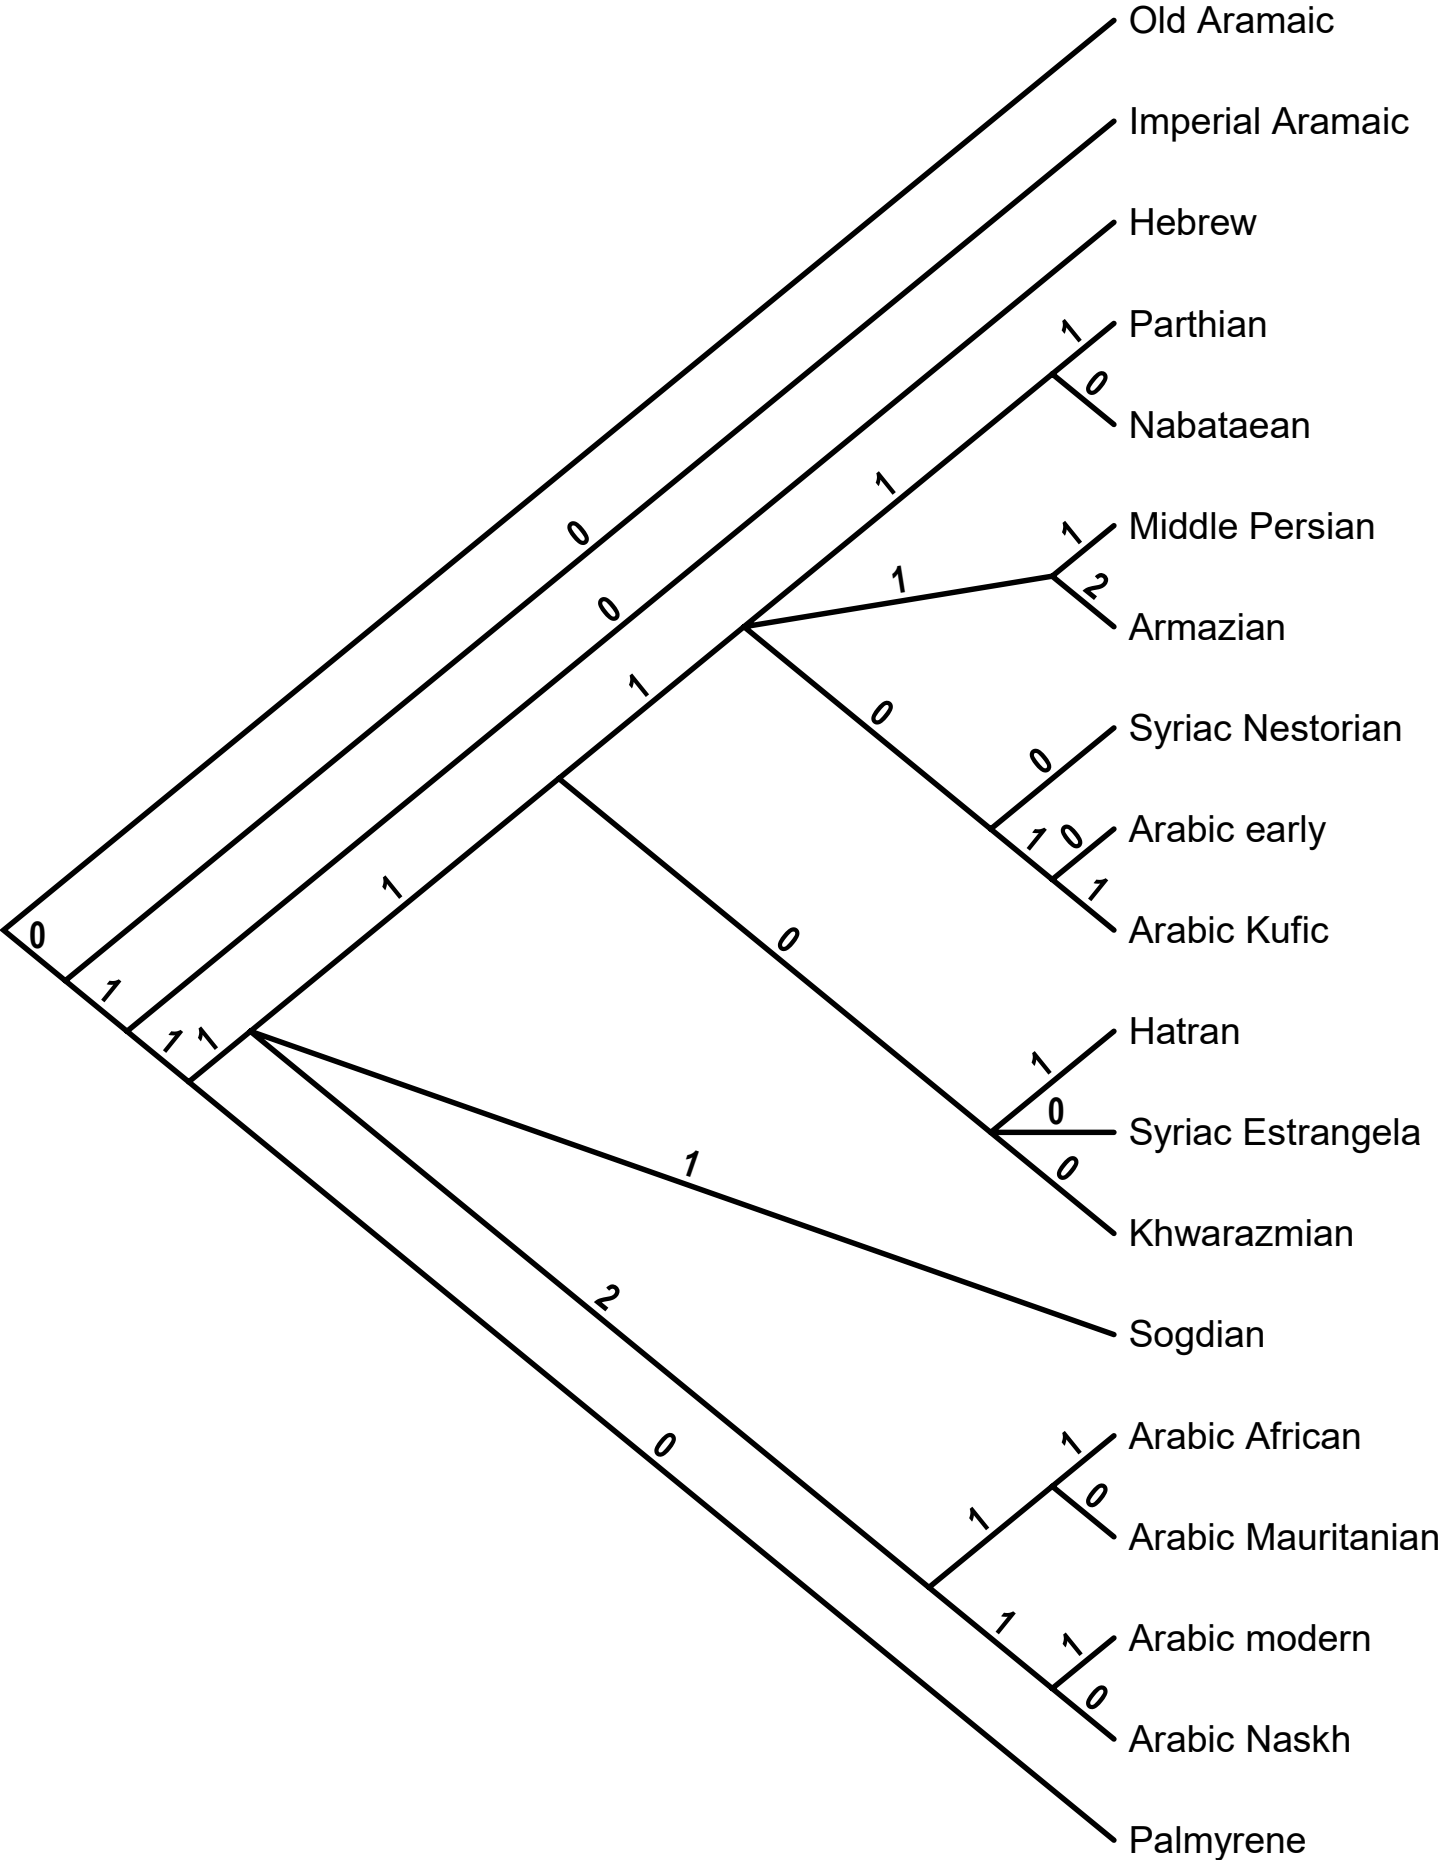 Old Aramaic
0
Imperial Aramaic
0
Hebrew
1
Parthian
0
Nabataean
1
1
Middle Persian
2
Armazian
1
0
0
Syriac Nestorian
1
0
Arabic early
1
Arabic Kufic
1
0
0
1
1
1
1
Hatran
0
Syriac Estrangela
0
Khwarazmian
1
Sogdian
2
1
Arabic African
0
Arabic Mauritanian
1
1
1
Arabic modern
0
Arabic Naskh
0
Palmyrene